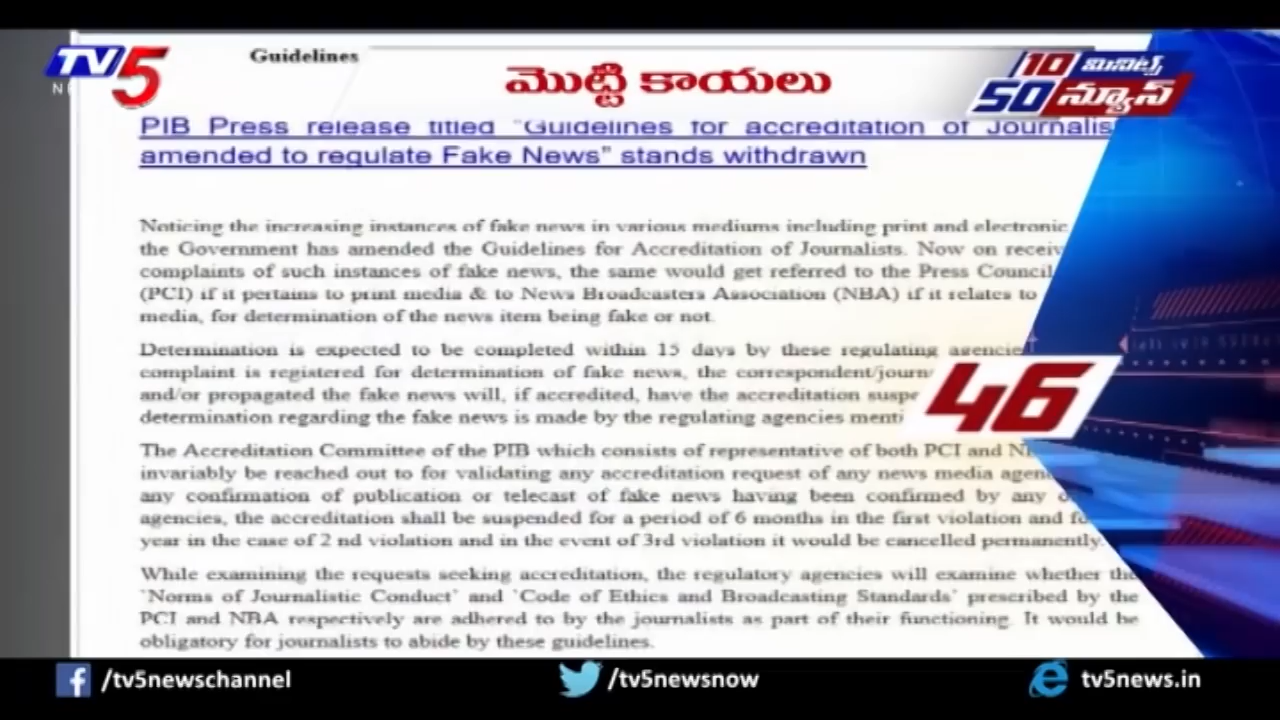 TV5
Guidelines
మొట్టి కాయలు
10 మినిట్స్
50 న్యూస్
PIB Press release titled "Guidelines for accreditation of
amended to regulate Fake News" stands withdrawn
Noticing the increasing instances of fake news in various mediums including print and electronic
the Government has amended the Guidelines for Accreditation of Journalists. Now on
complaints of such instances of fake news, the same would get referred to the Press Council
(PCI) if it pertains to print media & to News Broadcasters Association (NBA) if it relates to
media, for determination of the news item being fake or not.
Determination is expected to be completed within 15 days by these regulating
complaint is registered for determination of fake news, the
and/or propagated the fake news will, if accredited, have the accreditation
determination regarding the fake news is made by the regulating agencies
46
The Accreditation Committee of the PIB which consists of representative of both PCI and
invariably be reached out to for validating any accreditation request of any news media
any confirmation of publication or telecast of fake news having been confirmed by any
agencies, the accreditation shall be suspended for a period of 6 months in the first violation and
year in the case of 2 nd violation and in the event of 3rd violation it would be cancelled permanently.
While examining the requests seeking accreditation, the regulatory agencies will examine whether the
'Norms of Journalistic Conduct' and 'Code of Ethics and Broadcasting Standards' prescribed by the
PCI and NBA respectively are adhered to by the journalists as part of their functioning. It would be
obligatory for journalists to abide by these guidelines.
/tv5newschannel
/tv5newsnow
tv5news.in